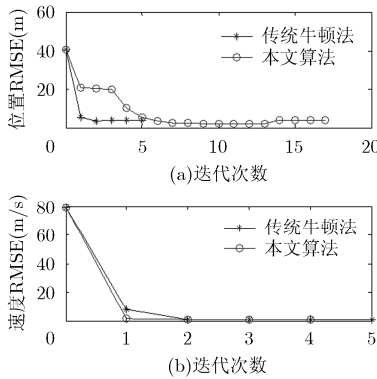 60
40
20
位置RMSE(m)
传统牛顿法
本文算法
0 5 10 15 20
(a)迭代次数
80
60
40
20
速度RMSE(m/s)
传统牛顿法
本文算法
0 1 2 3 4 5
(b)迭代次数